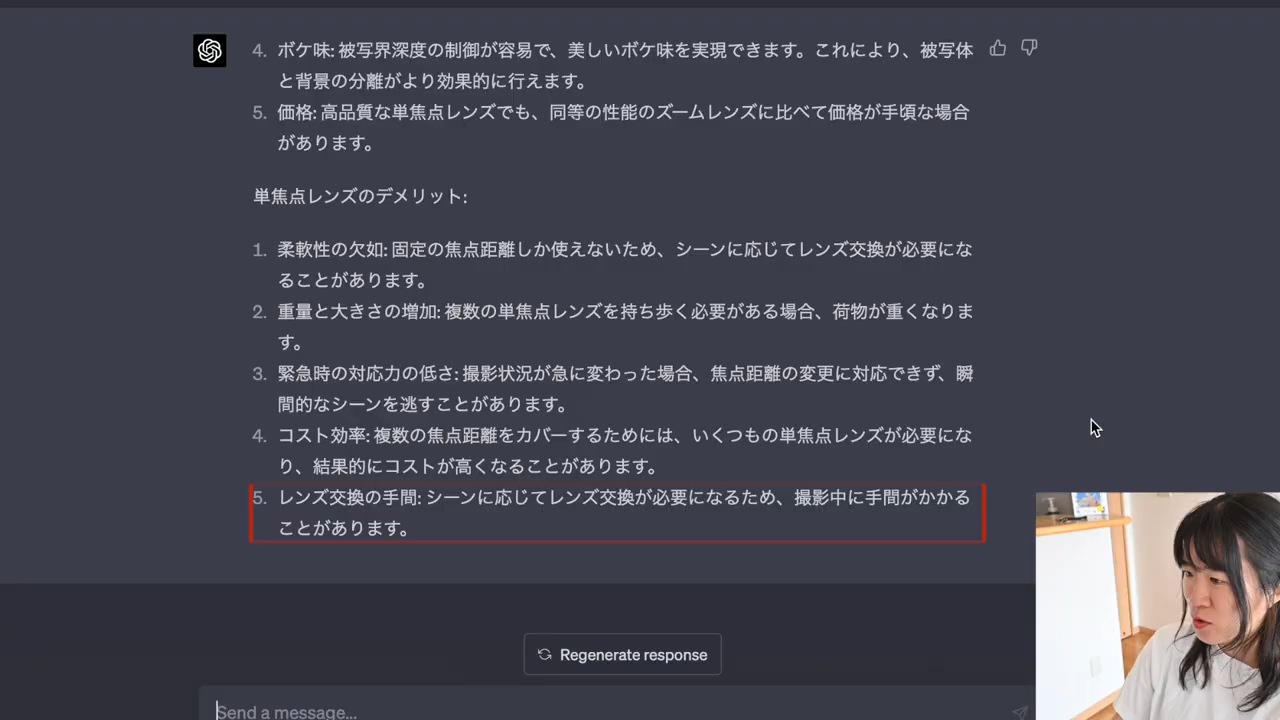 4. ボケ味: 被写界深度の制御が容易で、美しいボケ味を実現できます。これにより、被写体
と背景の分離がより効果的に行えます。
5. 価格: 高品質な単焦点レンズでも、同等の性能のズームレンズに比べて価格が手頃な場合
があります。
単焦点レンズのデメリット:
1. 柔軟性の欠如: 固定の焦点距離しか使えないため、シーンに応じてレンズ交換が必要にな
ることがあります。
2. 重量と大きさの増加: 複数の単焦点レンズを持ち歩く必要がある場合、荷物が重くなりま
す。
3. 緊急時の対応力の低さ: 撮影状況が急に変わった場合、焦点距離の変更に対応できず、瞬
間的なシーンを逃すことがあります。
4. コスト効率: 複数の焦点距離をカバーするためには、いくつもの単焦点レンズが必要にな
り、結果的にコストが高くなることがあります。
5. レンズ交換の手間: シーンに応じてレンズ交換が必要になるため、撮影中に手間がかかる
ことがあります。
Regenerate response
Send a message...